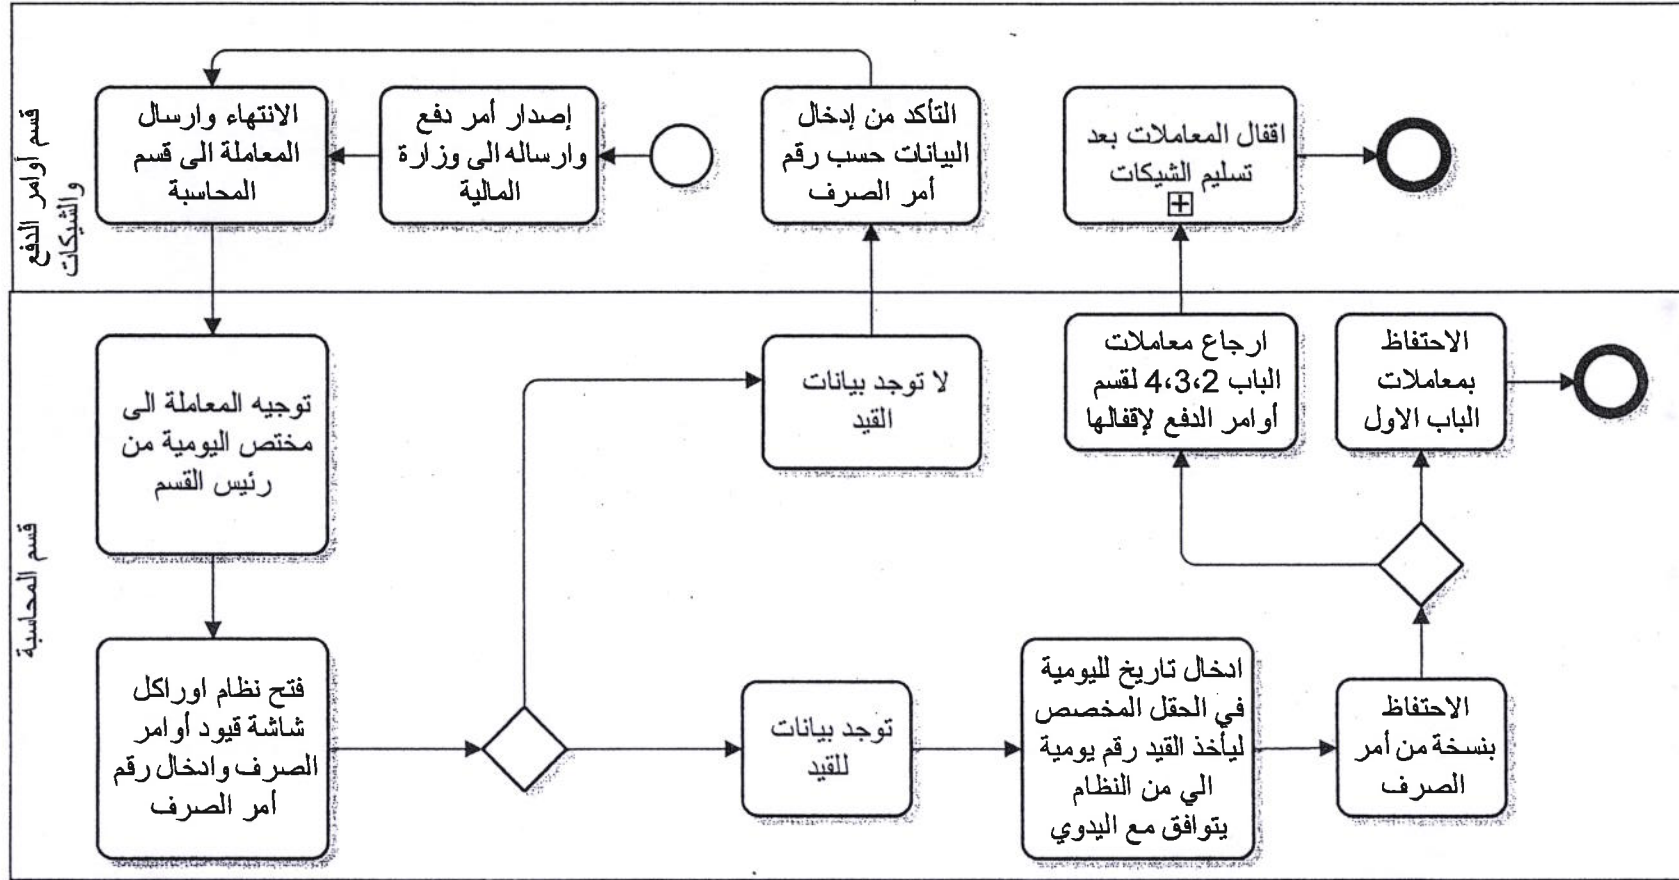 قسم أوامر الدفع
والشيكات
الانتهاء وارسال
المعاملة الى قسم
المحاسبة
إصدار أمر دفع
وارساله الى وزارة
المالية
التأكد من إدخال
البيانات حسب رقم
أمر الصرف
اقفال المعاملات بعد
تسليم الشيكات
قسم المحاسبة
توجيه المعاملة الى
مختص اليومية من
رئيس القسم
لا توجد بيانات
القيد
ارجاع معاملات
الباب 2،3،4 لقسم
أوامر الدفع لإقفالها
الاحتفاظ
بمعاملات
الباب الاول
فتح نظام اوراكل
شاشة قيود أوامر
الصرف وادخال رقم
أمر الصرف
توجد بيانات
للقيد
ادخال تاريخ لليومية
في الحقل المخصص
ليأخذ القيد رقم يومية
الي من النظام
يتوافق مع اليدوي
الاحتفاظ
بنسخة من أمر
الصرف